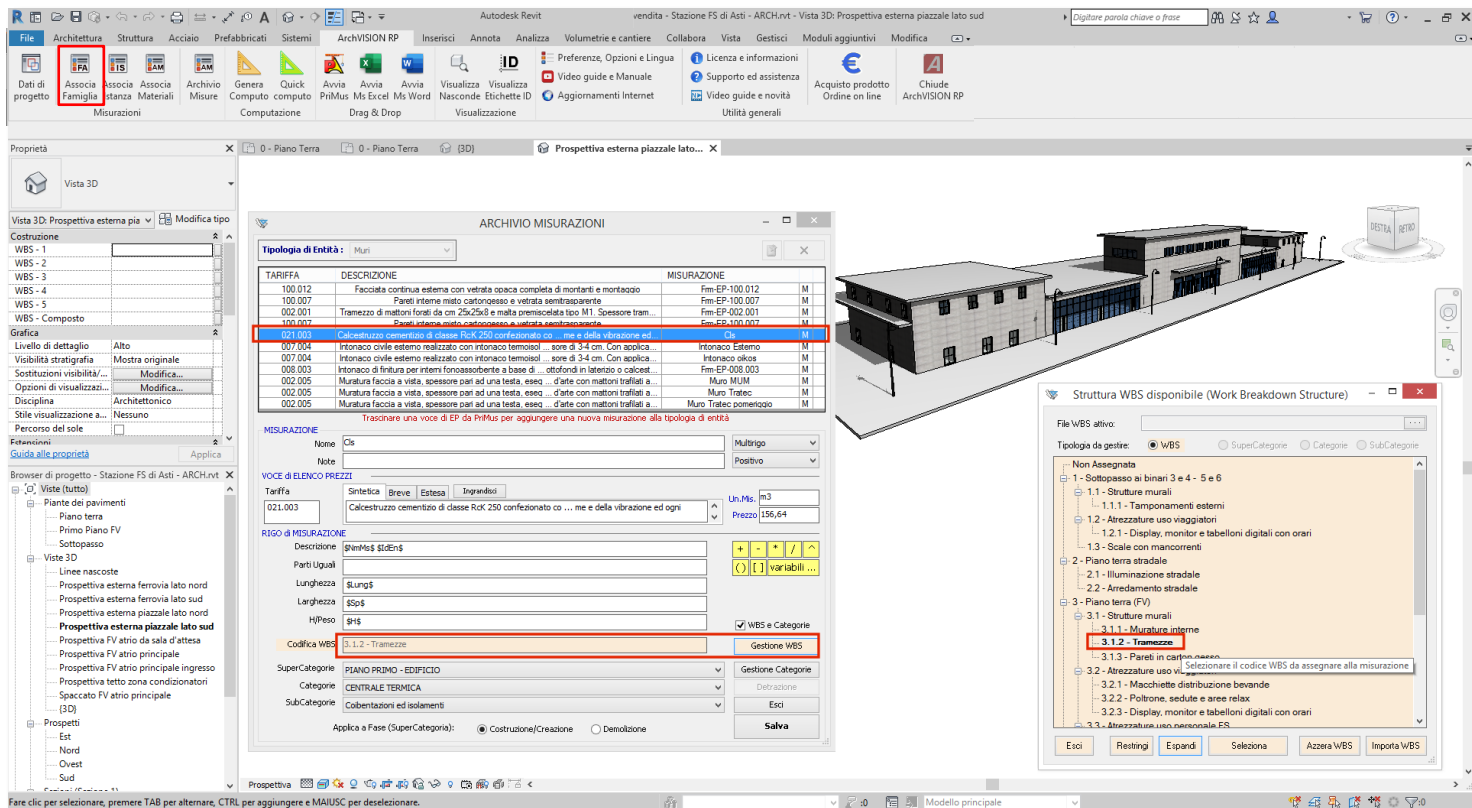 Autodesk Revit
vendita - Stazione FS di Asti - ARCH.rvt - Vista 3D: Prospettiva esterna piazzale lato sud
Digitare parola chiave o frase
File Architettura Struttura Acciaio Prefabbricati Sistemi ArchVISION RP Inserisci Annota Analizza Volumetrie e cantiere Collabora Vista Gestisci Moduli aggiuntivi Modifica
Dati di progetto
Associa Famiglia
Associa Istanza
Associa Materiali
Archivio Misure
Genera Computo
Quick computo
Avvia PriMus
Avvia Ms Excel
Avvia Ms Word
Visualizza Nasconde
Visualizza Etichette ID
Preferenze, Opzioni e Lingua
Video guide e Manuale
Aggiornamenti Internet
Licenza e informazioni
Supporto ed assistenza
Video guide e novità
Acquisto prodotto Ordine on line
Chiude ArchVISION RP
Misurazioni Computazione Drag & Drop Visualizzazione Utilità generali
Proprietà
0 - Piano Terra 0 - Piano Terra {3D} Prospettiva esterna piazzale lato...
Vista 3D
Vista 3D: Prospettiva esterna pia Modifica tipo
Costruzione
WBS - 1
WBS - 2
WBS - 3
WBS - 4
WBS - 5
WBS - Composto
Grafica
Livello di dettaglio Alto
Visibilità stratigrafia Mostra originale
Sostituzioni visibilità/... Modifica...
Opzioni di visualizzazi... Modifica...
Disciplina Architettonico
Stile visualizzazione a... Nessuno
Percorso del sole
Estensioni
Guida alle proprietà Applica
Browser di progetto - Stazione FS di Asti - ARCH.rvt
Viste (tutto)
Piante dei pavimenti
Piano terra
Primo Piano FV
Sottopasso
Viste 3D
Linee nascoste
Prospettiva esterna ferrovia lato nord
Prospettiva esterna ferrovia lato sud
Prospettiva esterna piazzale lato nord
Prospettiva esterna piazzale lato sud
Prospettiva FV atrio da sala d'attesa
Prospettiva FV atrio principale
Prospettiva FV atrio principale ingresso
Prospettiva tetto zona condizionatori
Spaccato FV atrio principale
{3D}
Prospetti
Est
Nord
Ovest
Sud
Sezioni (Sezione 1)
ARCHIVIO MISURAZIONI
Tipologia di Entità : Muri
TARIFFA DESCRIZIONE MISURAZIONE
100.012 Facciata continua esterna con vetrata opaca completa di montanti e montaggio Frm-EP-100.012 M
100.007 Pareti interne misto cartongesso e vetrata semitrasparente Frm-EP-100.007 M
002.001 Tramezzo di mattoni forati da cm 25x25x8 e malta premiscelata tipo M1. Spessore tram... Frm-EP-002.001 M
100.007 Pareti interne misto cartongesso e vetrata semitrasparente Frm-EP-100.007 M
021.003 Calcestruzzo cementizio di classe RcK 250 confezionato co ... me e della vibrazione ed... Cls M
007.004 Intonaco civile esterno realizzato con intonaco termoisol ... sore di 3-4 cm. Con applica... Intonaco Esterno M
007.004 Intonaco civile esterno realizzato con intonaco termoisol ... sore di 3-4 cm. Con applica... Intonaco oikos M
008.003 Intonaco di finitura per interni fonoassorbente a base di ... ottofondi in laterizio o calcest... Frm-EP-008.003 M
002.005 Muratura faccia a vista, spessore pari ad una testa, eseg ... d'arte con mattoni trafilati a... Muro MUM M
002.005 Muratura faccia a vista, spessore pari ad una testa, eseg ... d'arte con mattoni trafilati a... Muro Tratec M
002.005 Muratura faccia a vista, spessore pari ad una testa, eseg ... d'arte con mattoni trafilati a... Muro Tratec pomeriggio M
Trascinare una voce di EP da PriMus per aggiungere una nuova misurazione alla tipologia di entità
MISURAZIONE
Nome Cls Multirigo
Note Positivo
VOCE di ELENCO PREZZI
Tariffa Sintetica Breve Estesa Ingrandisci
021.003 Calcestruzzo cementizio di classe RcK 250 confezionato co ... me e della vibrazione ed ogni
Un.Mis. m3
Prezzo 156,64
RIGO di MISURAZIONE
Descrizione $NmMs$ $IdEn$ + - * / ^
Parti Uguali ( ) [ ] variabili ...
Lunghezza $Lung$
Larghezza $Sp$
H/Peso $H$ WBS e Categorie
Codifica WBS 3.1.2 - Tramezze Gestione WBS
SuperCategorie PIANO PRIMO - EDIFICIO Gestione Categorie
Categorie CENTRALE TERMICA Detrazione
SubCategorie Coibentazioni ed isolamenti Esci
Applica a Fase (SuperCategoria): Costruzione/Creazione Demolizione Salva
DESTRA RETRO
Struttura WBS disponibile (Work Breakdown Structure)
File WBS attivo: ...
Tipologia da gestire: WBS SuperCategorie Categorie SubCategorie
Non Assegnata
1 - Sottopasso ai binari 3 e 4 - 5 e 6
1.1 - Strutture murali
1.1.1 - Tamponamenti esterni
1.2 - Atrezzature uso viaggiatori
1.2.1 - Display, monitor e tabelloni digitali con orari
1.3 - Scale con mancorrenti
2 - Piano terra stradale
2.1 - Illuminazione stradale
2.2 - Arredamento stradale
3 - Piano terra (FV)
3.1 - Strutture murali
3.1.1 - Murature interne
3.1.2 - Tramezze
3.1.3 - Pareti in carton gesso
Selezionare il codice WBS da assegnare alla misurazione
3.2 - Atrezzature uso viaggiatori
3.2.1 - Macchiette distribuzione bevande
3.2.2 - Poltrone, sedute e aree relax
3.2.3 - Display, monitor e tabelloni digitali con orari
3.3 - Atrezzature uso personale FS
Esci Restringi Espandi Seleziona Azzera WBS Importa WBS
Prospettiva
Fare clic per selezionare, premere TAB per alternare, CTRL per aggiungere e MAIUSC per deselezionare. :0 Modello principale :0